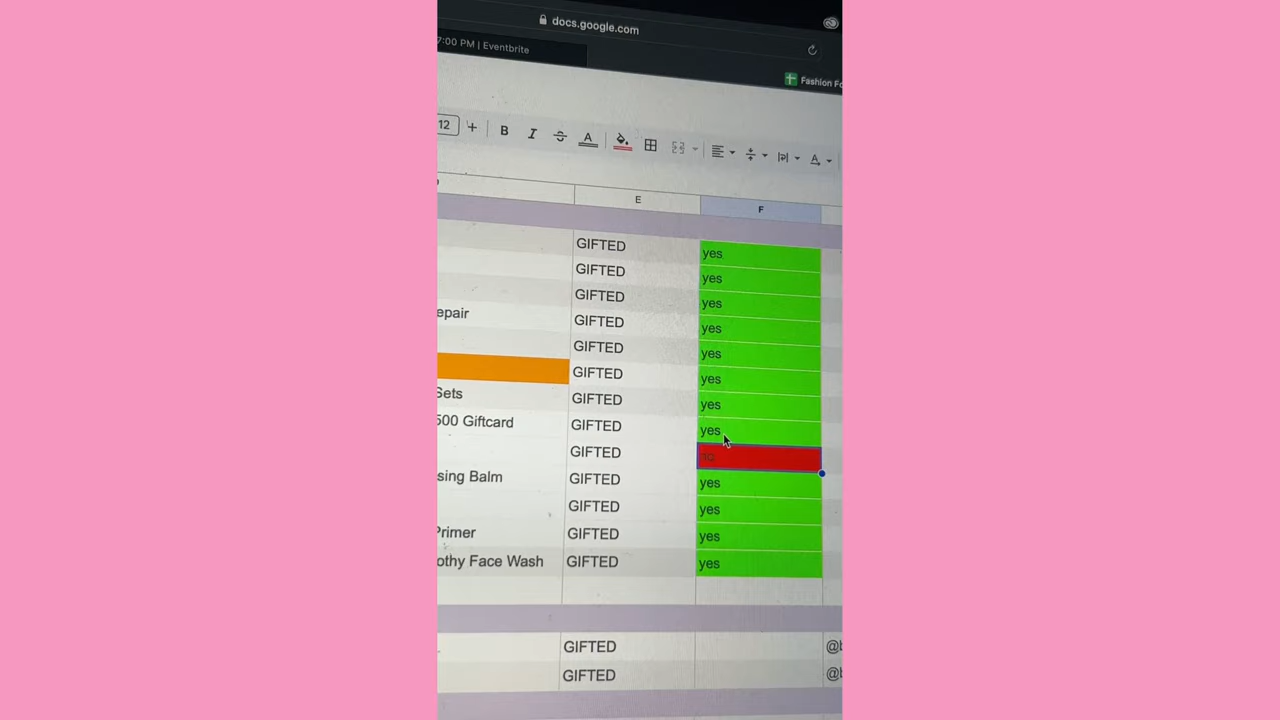 docs.google.com
7:00 PM | Eventbrite
Fashion Fo
12 + B I S A A
E F
GIFTED yes
GIFTED yes
GIFTED yes
epair GIFTED yes
GIFTED yes
GIFTED yes
Sets GIFTED yes
500 Giftcard GIFTED yes
GIFTED no
sing Balm GIFTED yes
GIFTED yes
Primer GIFTED yes
othy Face Wash GIFTED yes
GIFTED @b
GIFTED @b